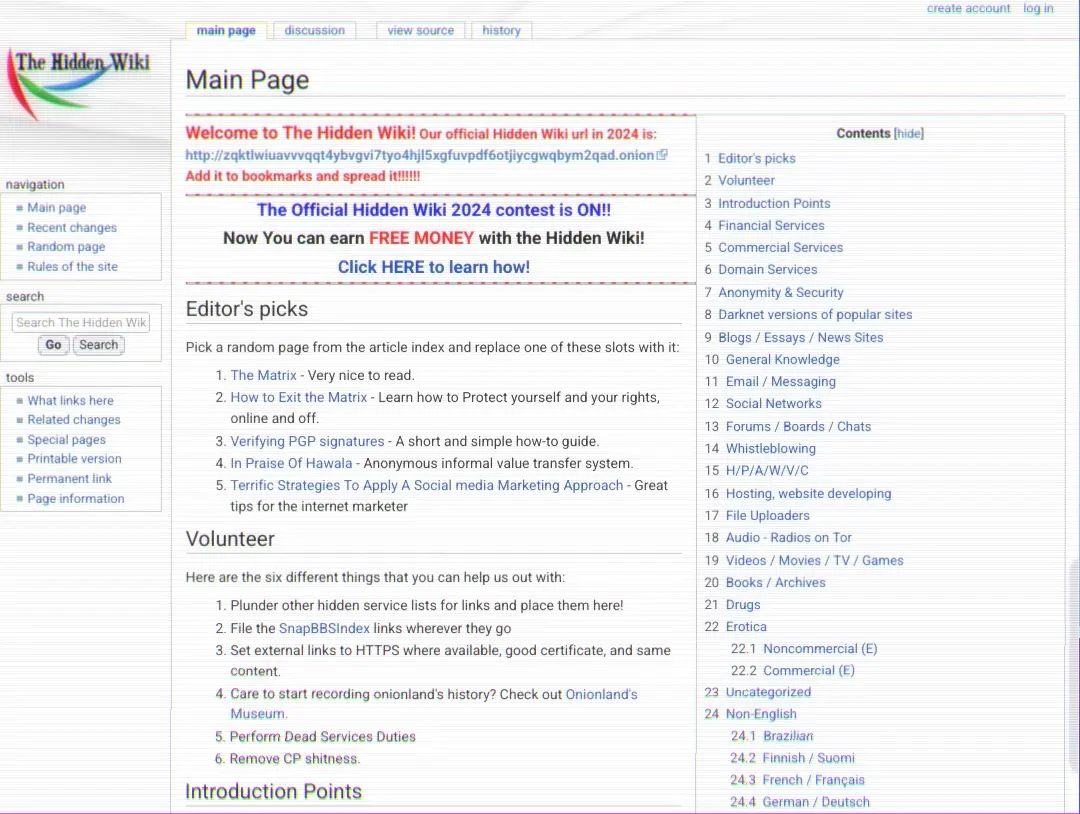 create account log in
main page discussion view source history
The Hidden Wiki
Main Page
Welcome to The Hidden Wiki! Our official Hidden Wiki url in 2024 is:
http://zqktlwiuavvvqqt4ybvgvi7tyo4hjl5xgfuvpdf6otjiycgwqbym2qad.onion
Add it to bookmarks and spread it!!!!!!
The Official Hidden Wiki 2024 contest is ON!!
Now You can earn FREE MONEY with the Hidden Wiki!
Click HERE to learn how!
navigation
Main page
Recent changes
Random page
Rules of the site
search
Search The Hidden Wik
Go Search
tools
What links here
Related changes
Special pages
Printable version
Permanent link
Page information
Editor's picks
Pick a random page from the article index and replace one of these slots with it:
1. The Matrix - Very nice to read.
2. How to Exit the Matrix - Learn how to Protect yourself and your rights,
online and off.
3. Verifying PGP signatures - A short and simple how-to guide.
4. In Praise Of Hawala - Anonymous informal value transfer system.
5. Terrific Strategies To Apply A Social media Marketing Approach - Great
tips for the internet marketer
Volunteer
Here are the six different things that you can help us out with:
1. Plunder other hidden service lists for links and place them here!
2. File the SnapBBSIndex links wherever they go
3. Set external links to HTTPS where available, good certificate, and same
content.
4. Care to start recording onionland's history? Check out Onionland's
Museum.
5. Perform Dead Services Duties
6. Remove CP shitness.
Introduction Points
Contents [hide]
1 Editor's picks
2 Volunteer
3 Introduction Points
4 Financial Services
5 Commercial Services
6 Domain Services
7 Anonymity & Security
8 Darknet versions of popular sites
9 Blogs / Essays / News Sites
10 General Knowledge
11 Email / Messaging
12 Social Networks
13 Forums / Boards / Chats
14 Whistleblowing
15 H/P/A/W/V/C
16 Hosting, website developing
17 File Uploaders
18 Audio - Radios on Tor
19 Videos / Movies / TV / Games
20 Books / Archives
21 Drugs
22 Erotica
22.1 Noncommercial (E)
22.2 Commercial (E)
23 Uncategorized
24 Non-English
24.1 Brazilian
24.2 Finnish / Suomi
24.3 French / Français
24.4 German / Deutsch